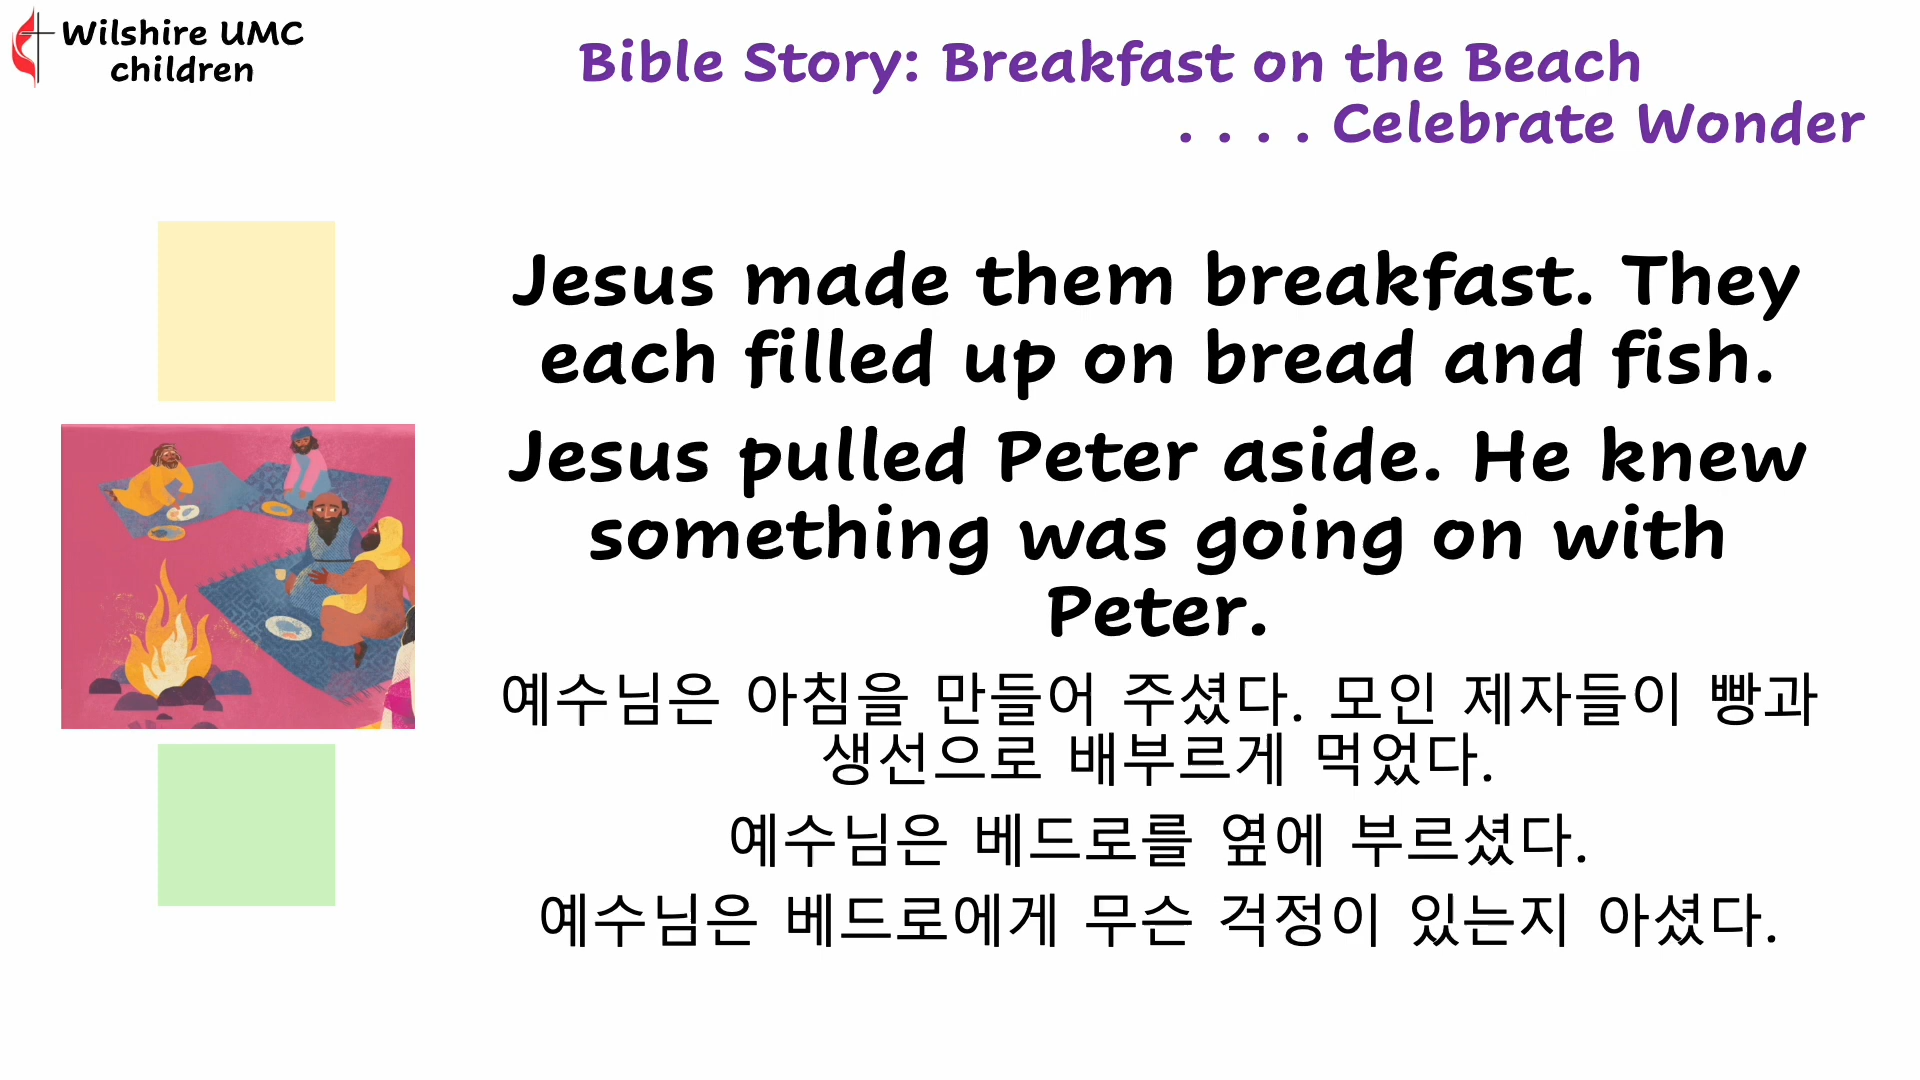 Wilshire UMC
children
Bible Story: Breakfast on the Beach
. . . . Celebrate Wonder
Jesus made them breakfast. They
each filled up on bread and fish.
Jesus pulled Peter aside. He knew
something was going on with
Peter.
예수님은 아침을 만들어 주셨다. 모인 제자들이 빵과
생선으로 배부르게 먹었다.
예수님은 베드로를 옆에 부르셨다.
예수님은 베드로에게 무슨 걱정이 있는지 아셨다.